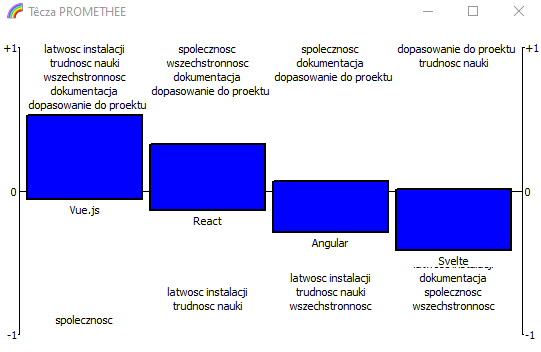 Tęcza PROMETHEE
+1
+1
latwosc instalacji
trudnosc nauki
wszechstronnosc
dokumentacja
dopasowanie do proektu
spolecznosc
wszechstronnosc
dokumentacja
dopasowanie do projektu
spolecznosc
dokumentacja
dopasowanie do projektu
dopasowanie do projektu
trudnosc nauki
0
0
Vue.js
React
Angular
Svelte
spolecznosc
latwosc instalacji
trudnosc nauki
latwosc instalacji
trudnosc nauki
wszechstronnosc
latwosc instalacji
dokumentacja
spolecznosc
wszechstronnosc
-1
-1